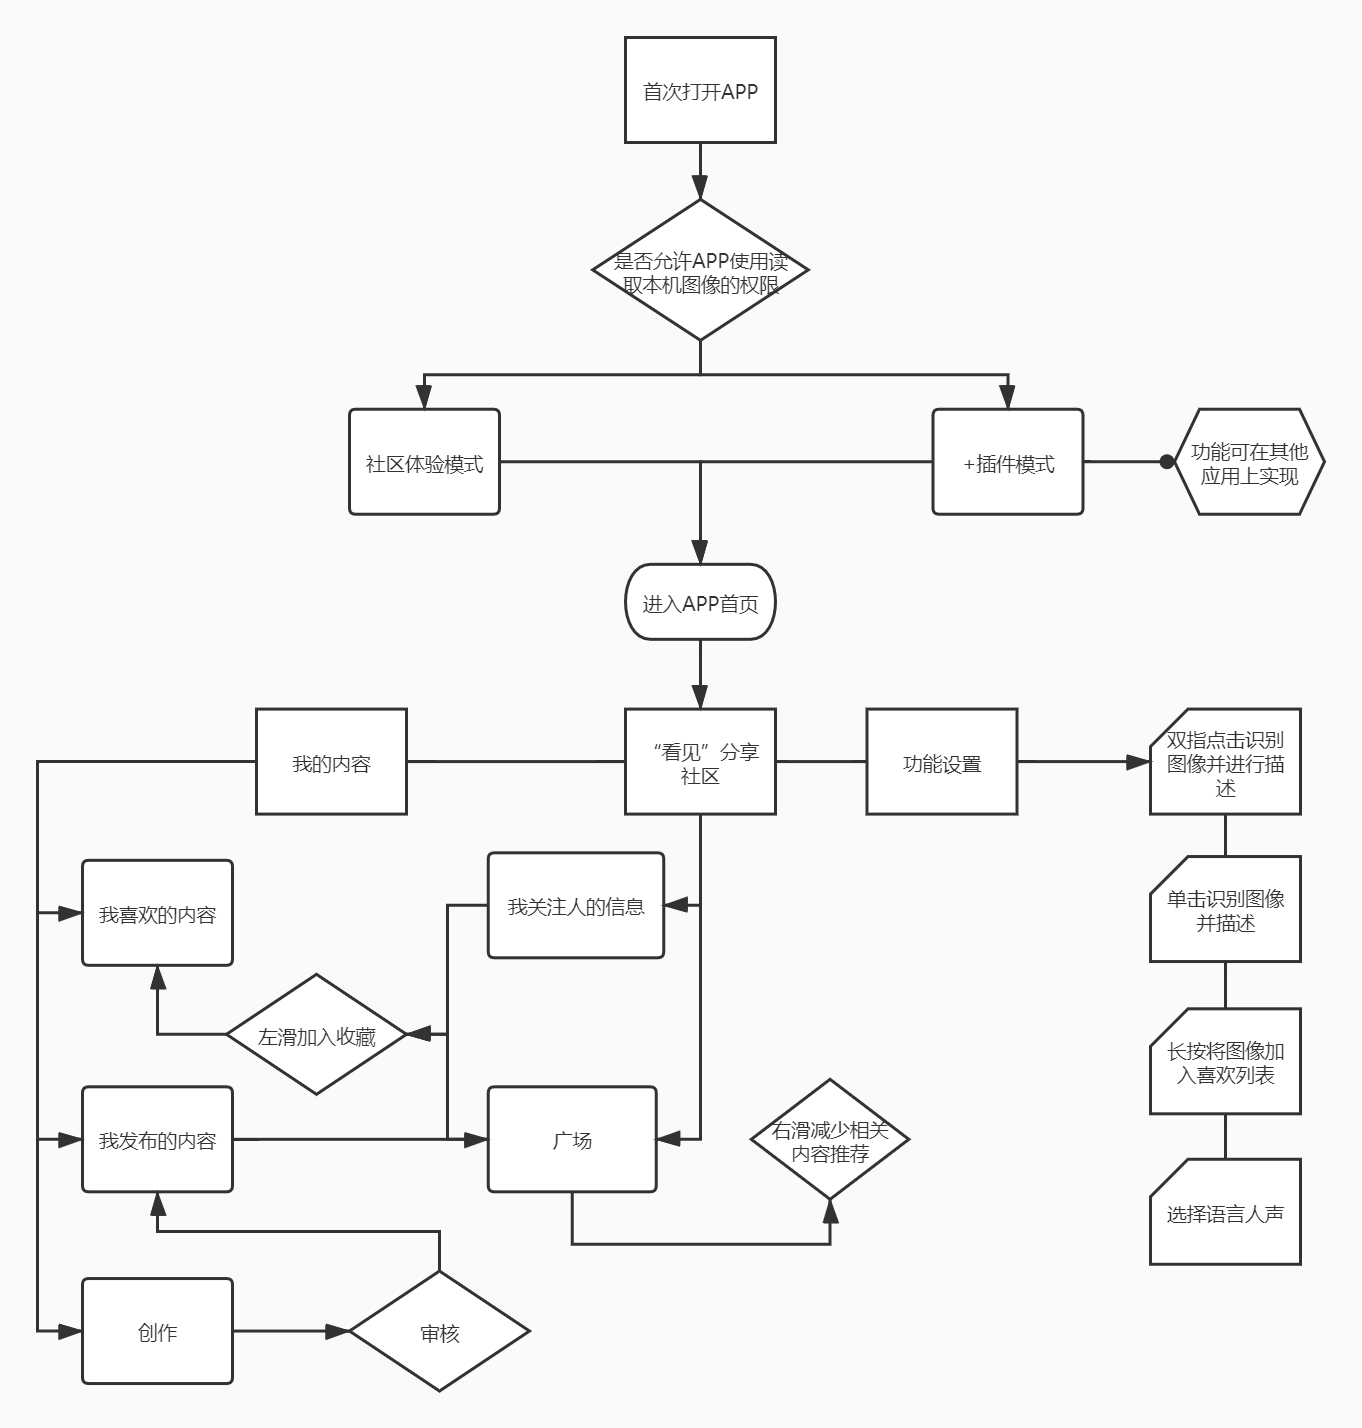 首次打开APP
是否允许APP使用读
取本机图像的权限
社区体验模式
+插件模式
功能可在其他
应用上实现
进入APP首页
我的内容
“看见”分享
社区
功能设置
双指点击识别
图像并进行描
述
我喜欢的内容
我关注人的信息
单击识别图像
并描述
左滑加入收藏
长按将图像加
入喜欢列表
我发布的内容
广场
右滑减少相关
内容推荐
选择语言人声
创作
审核